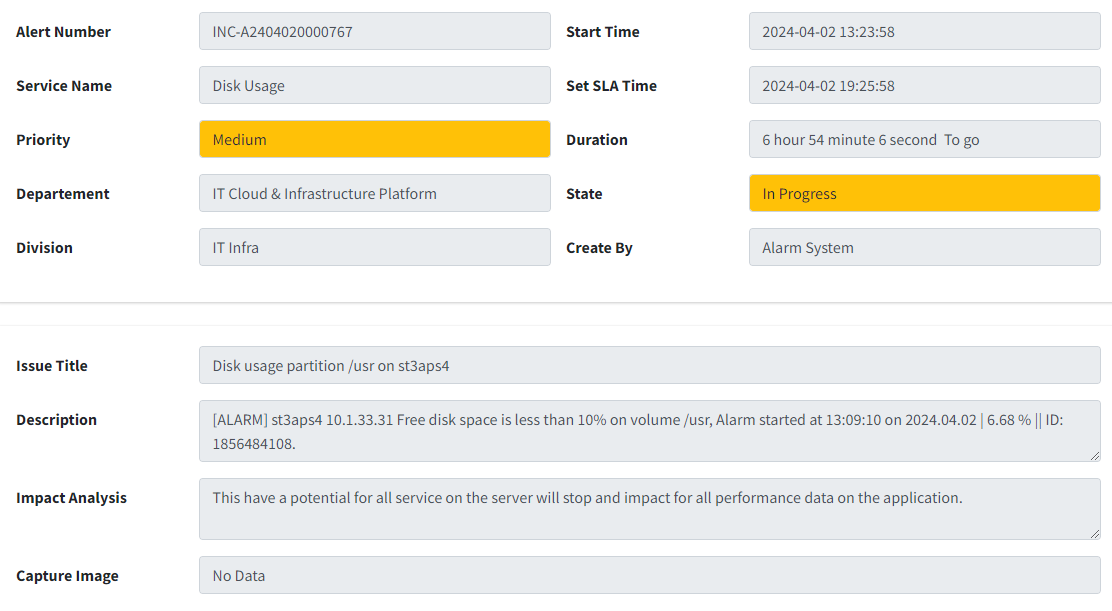 Alert Number INC-A2404020000767 Start Time 2024-04-02 13:23:58
Service Name Disk Usage Set SLA Time 2024-04-02 19:25:58
Priority Medium Duration 6 hour 54 minute 6 second  To go
Departement IT Cloud & Infrastructure Platform State In Progress
Division IT Infra Create By Alarm System
Issue Title Disk usage partition /usr on st3aps4
Description [ALARM] st3aps4 10.1.33.31 Free disk space is less than 10% on volume /usr, Alarm started at 13:09:10 on 2024.04.02 | 6.68 % || ID:
1856484108.
Impact Analysis This have a potential for all service on the server will stop and impact for all performance data on the application.
Capture Image No Data